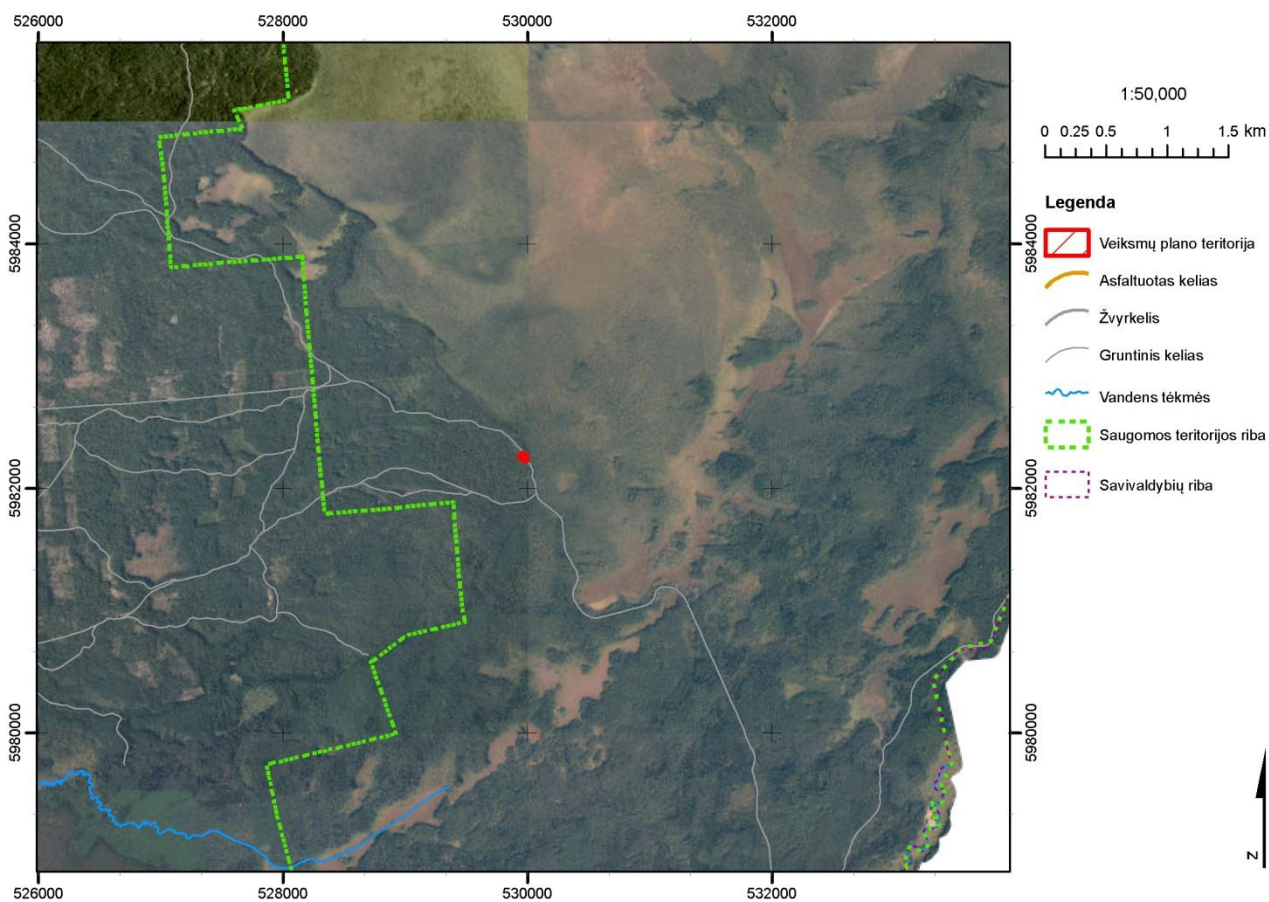 526000 528000 530000 532000
1:50,000
0 0.25 0.5 1 1.5 km
Legenda
Veiksmų plano teritorija
Asfaltuotas kelias
Žvyrkelis
Gruntinis kelias
Vandens tėkmės
Saugomos teritorijos riba
Savivaldybių riba
5984000 5984000
5982000 5982000
5980000 5980000
N
526000 528000 530000 532000